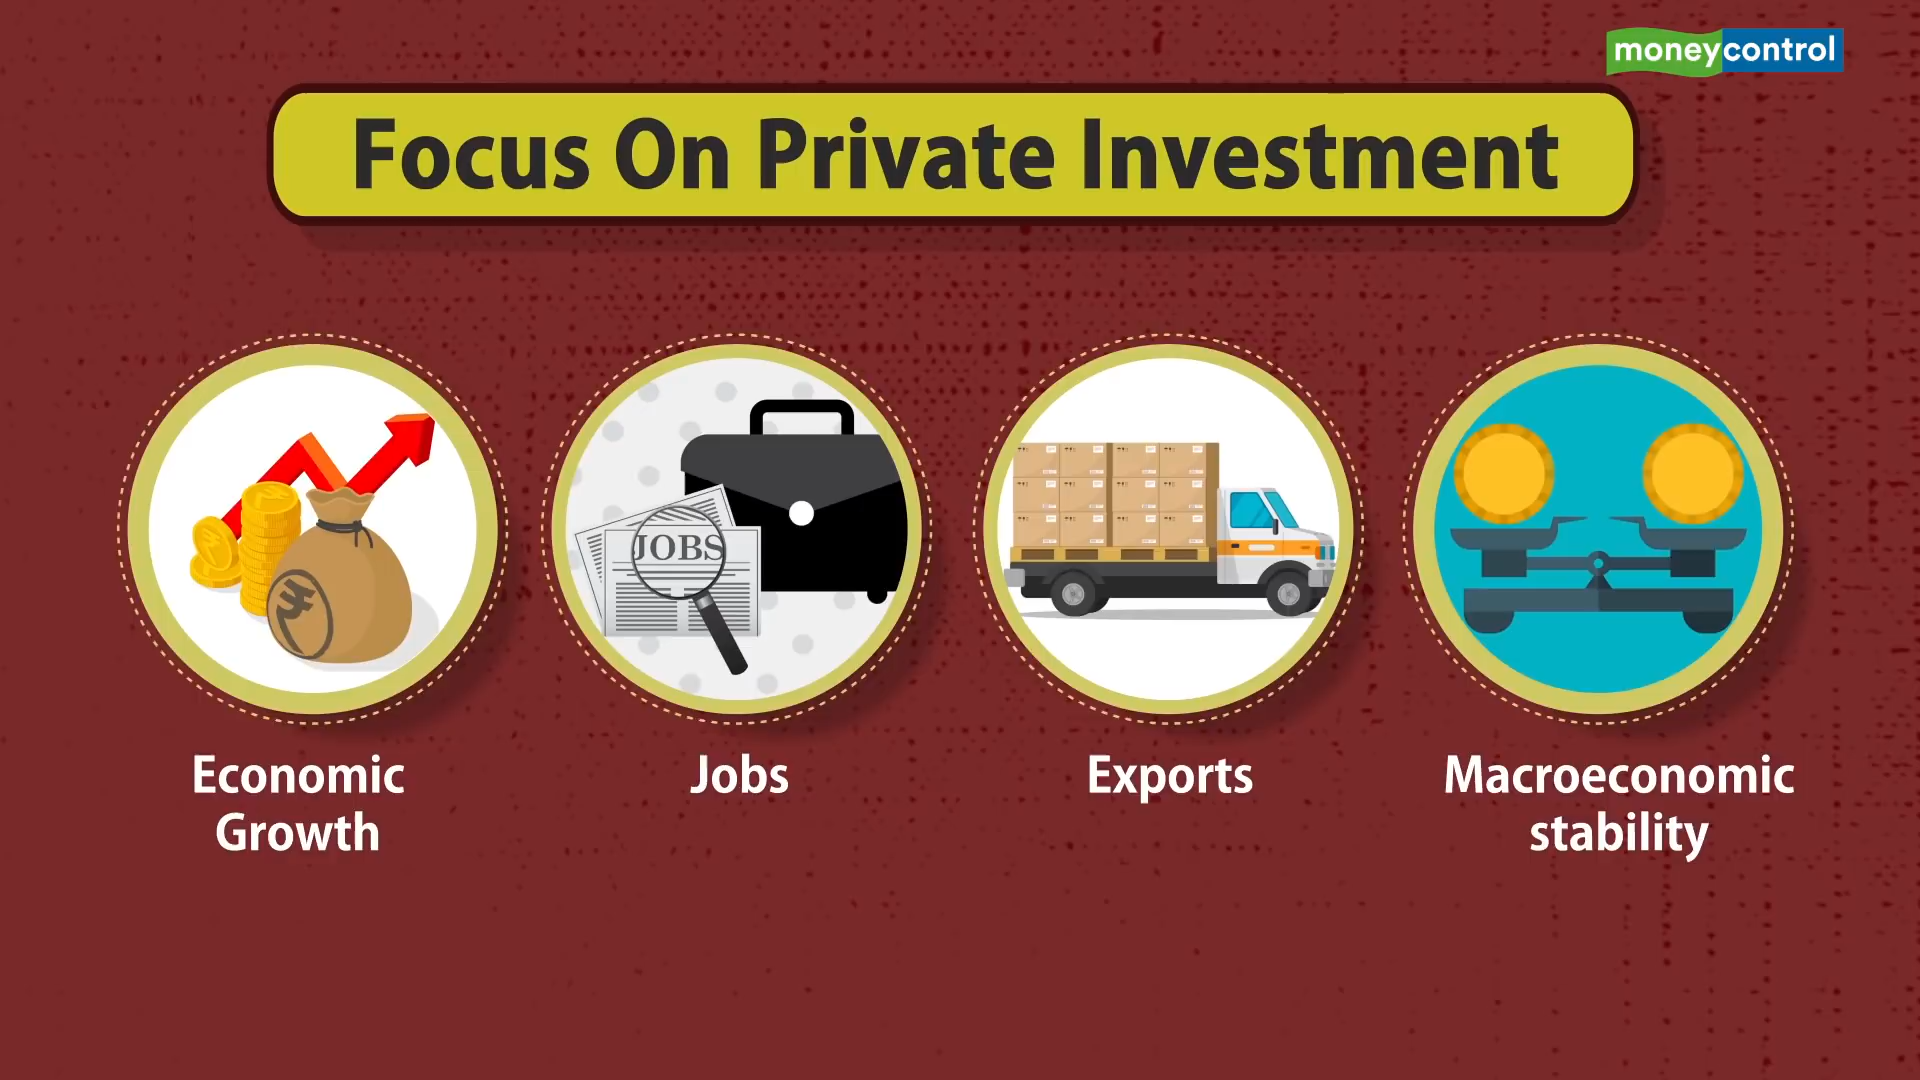 moneycontrol
Focus On Private Investment
JOBS
Economic
Growth
Jobs
Exports
Macroeconomic
stability